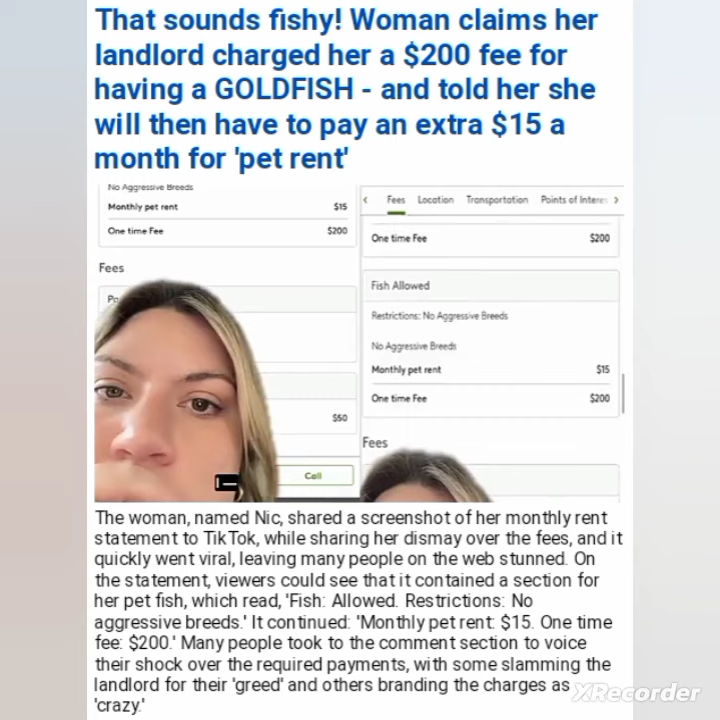 That sounds fishy! Woman claims her
landlord charged her a $200 fee for
having a GOLDFISH - and told her she
will then have to pay an extra $15 a
month for 'pet rent'
No Aggressive Breeds
Monthly pet rent $15
One time Fee $200
Fees
$50
Call
Fees Location Transportation Points of Interes
One time Fee $200
Fish Allowed
Restrictions: No Aggressive Breeds
No Aggressive Breeds
Monthly pet rent $15
One time Fee $200
Fees
The woman, named Nic, shared a screenshot of her monthly rent
statement to TikTok, while sharing her dismay over the fees, and it
quickly went viral, leaving many people on the web stunned. On
the statement, viewers could see that it contained a section for
her pet fish, which read, 'Fish: Allowed. Restrictions: No
aggressive breeds.' It continued: 'Monthly pet rent: $15. One time
fee: $200.' Many people took to the comment section to voice
their shock over the required payments, with some slamming the
landlord for their 'greed' and others branding the charges as
'crazy.'
XRecorder